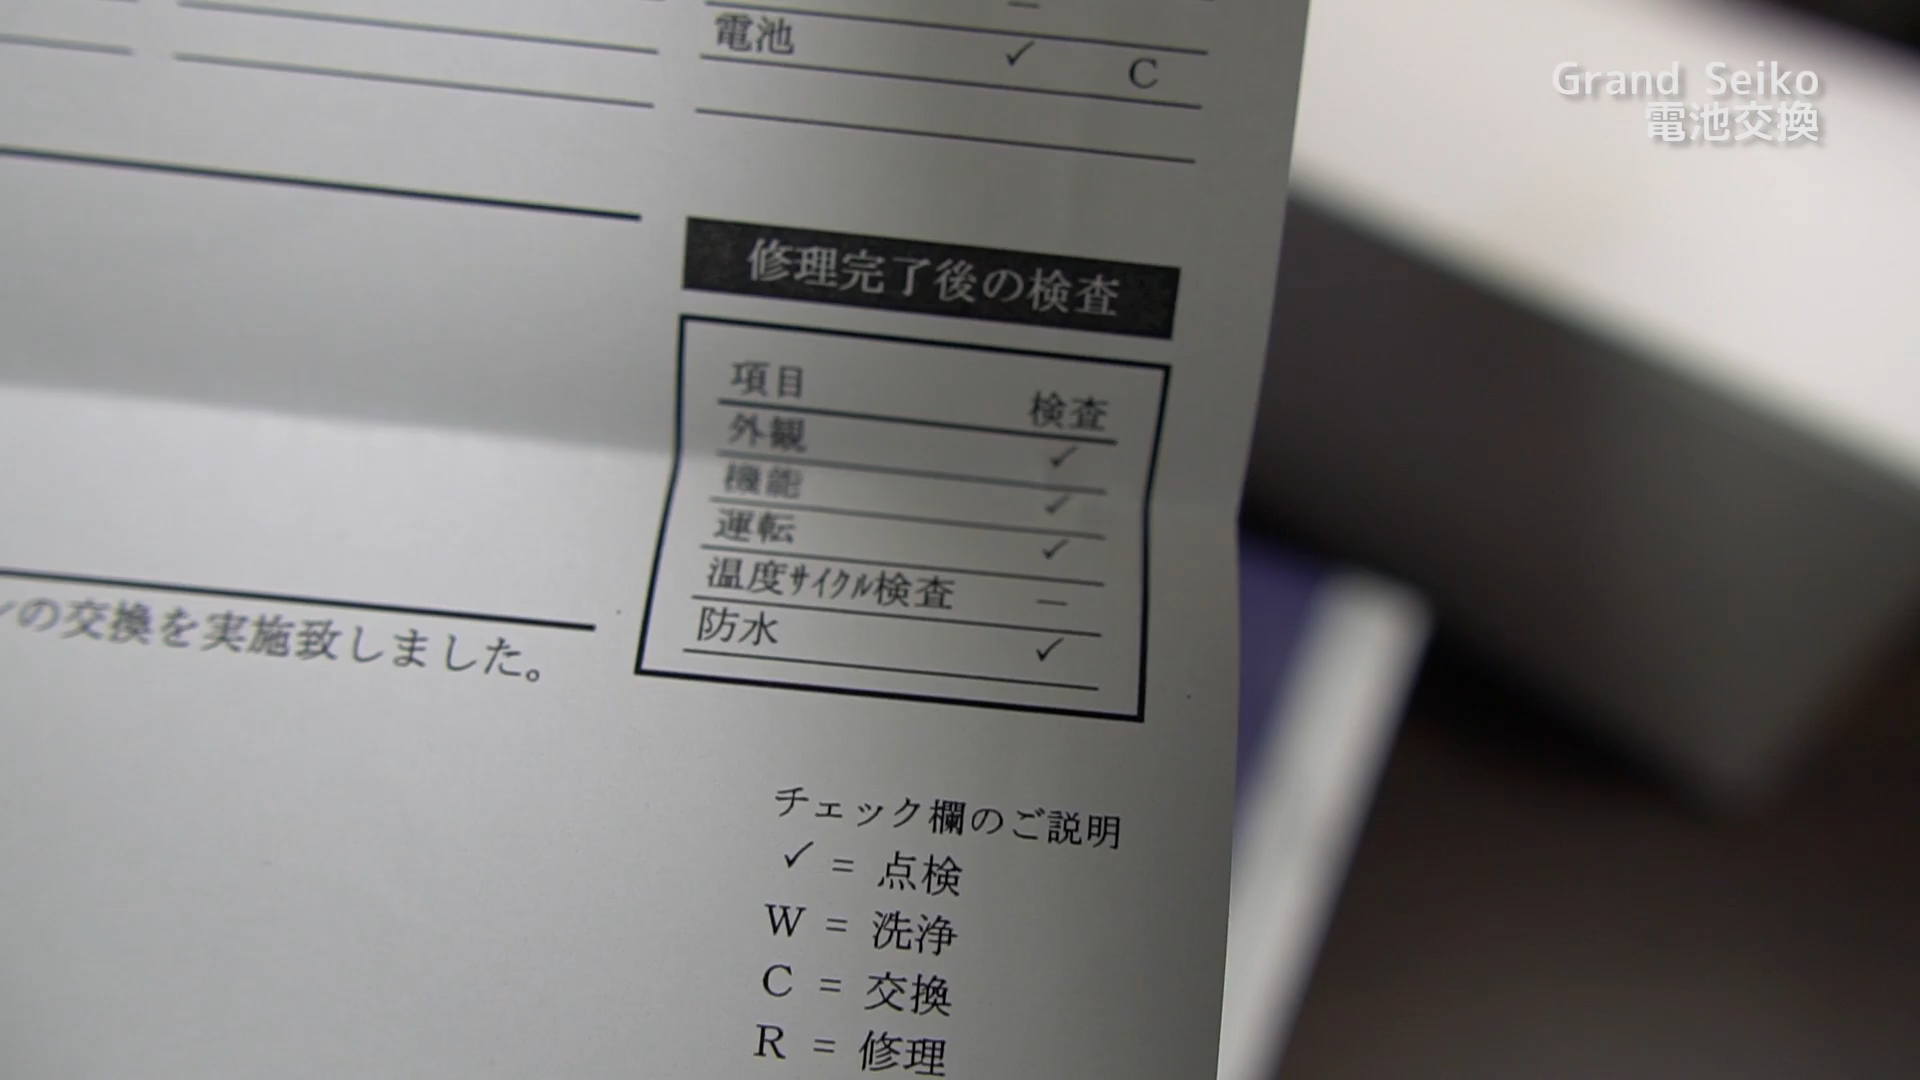 Grand Seiko
電池交換
電池 ✓ C
修理完了後の検査
項目 検査
外観 ✓
機能 ✓
運転 ✓
温度サイクル検査 –
防水 ✓
ンの交換を実施致しました。
チェック欄のご説明
✓ = 点検
W = 洗浄
C = 交換
R = 修理